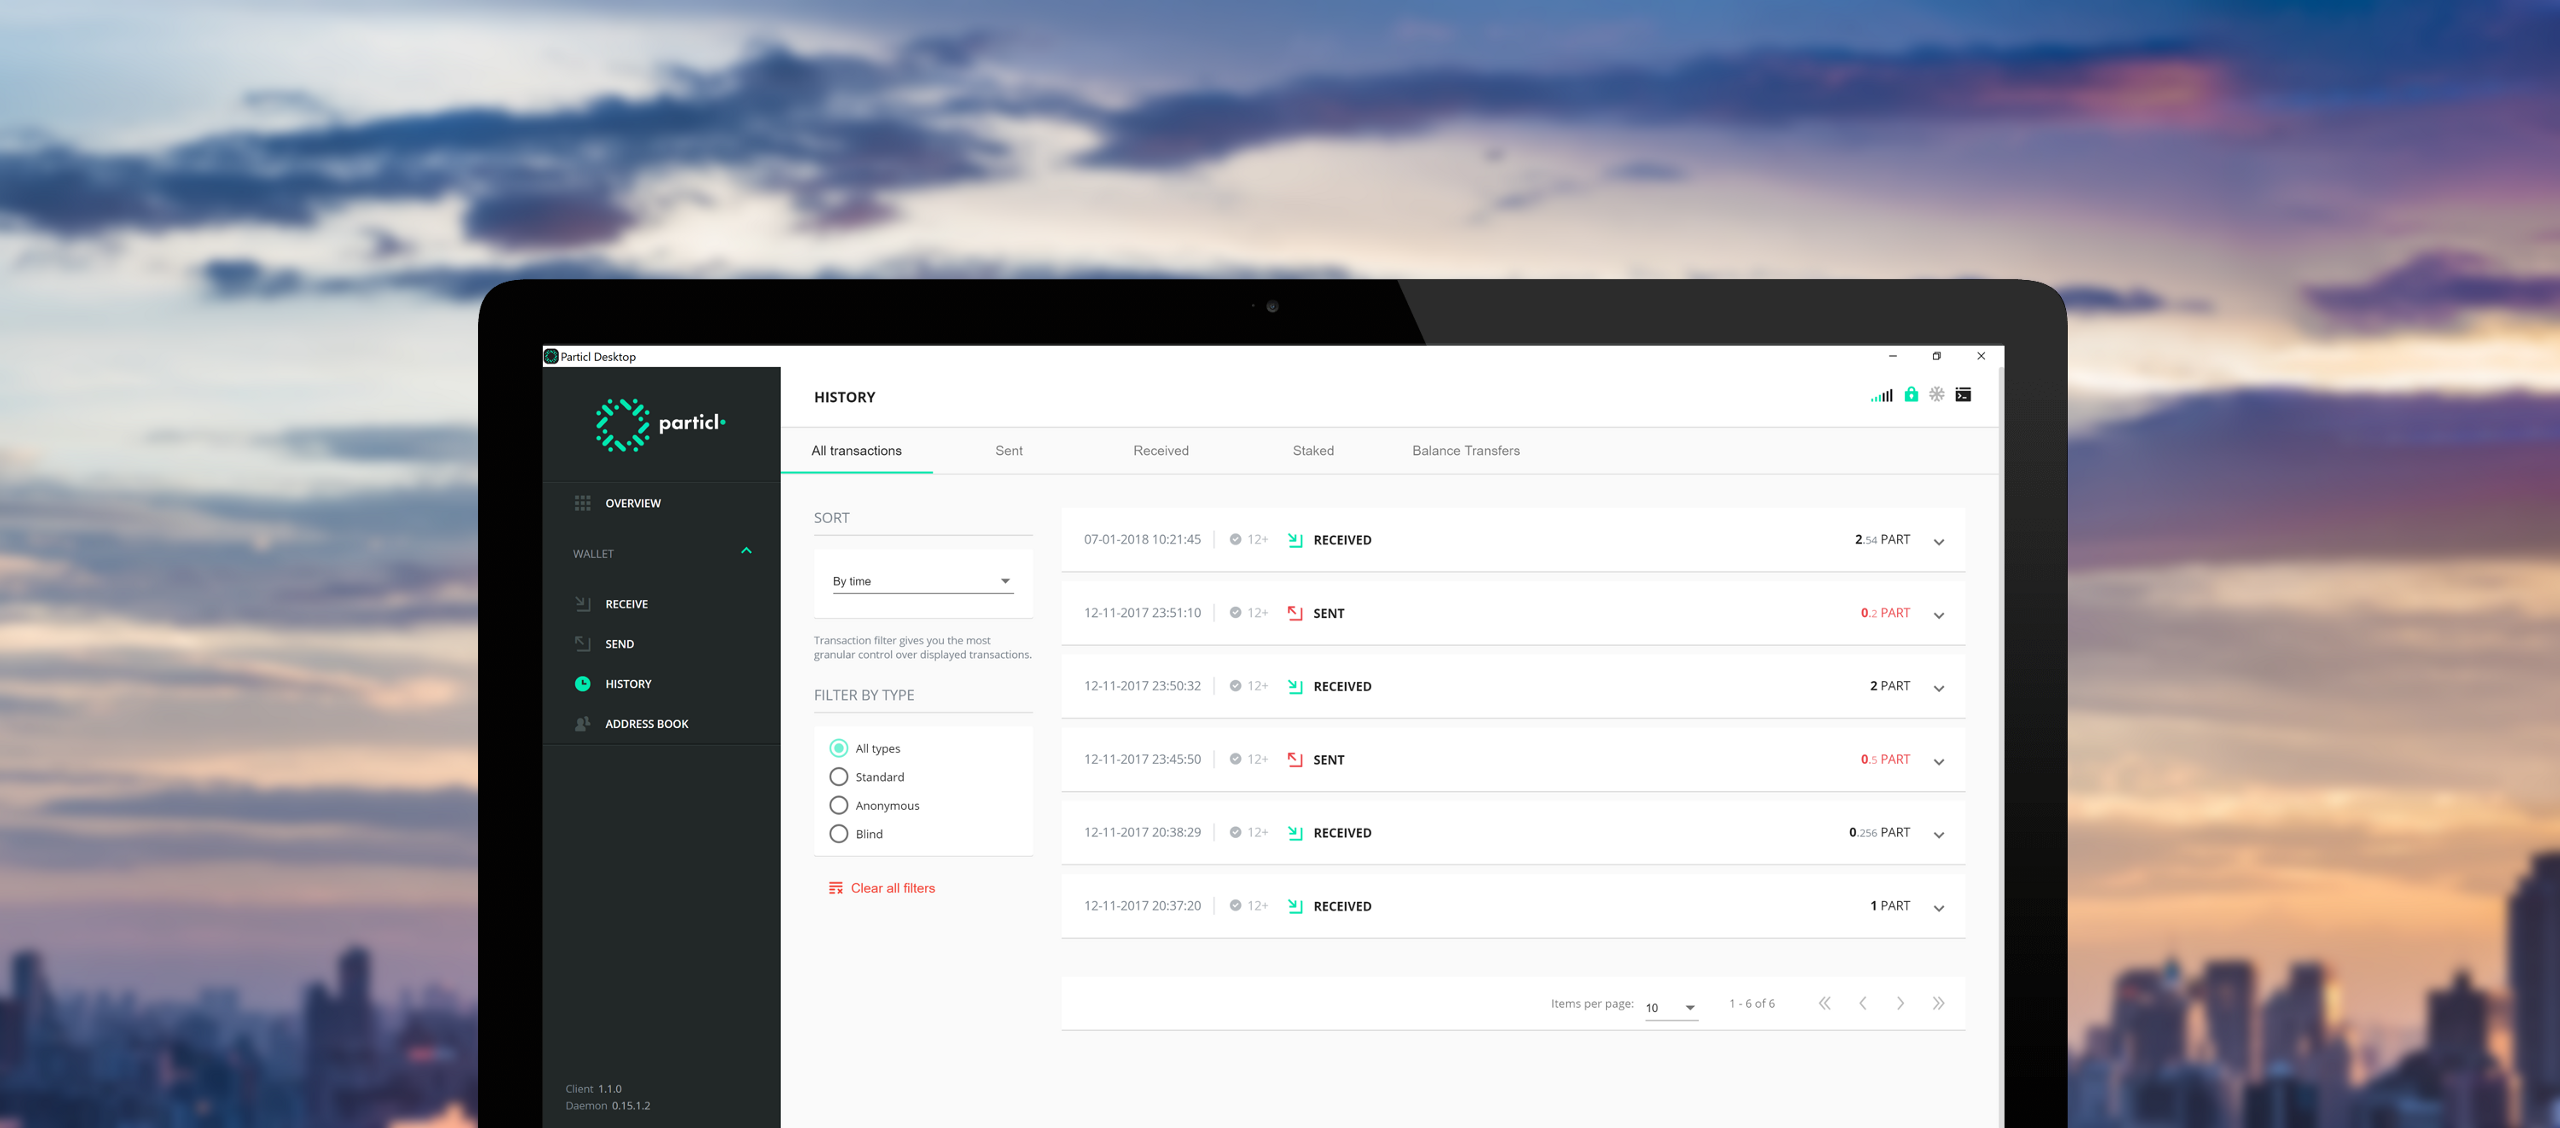 Particl Desktop
particl
HISTORY
OVERVIEW
WALLET
RECEIVE
SEND
HISTORY
ADDRESS BOOK
Client 1.1.0
Daemon 0.15.1.2
All transactions Sent Received Staked Balance Transfers
SORT
By time
Transaction filter gives you the most
granular control over displayed transactions.
FILTER BY TYPE
All types
Standard
Anonymous
Blind
Clear all filters
07-01-2018 10:21:45 12+ RECEIVED 2.54 PART
12-11-2017 23:51:10 12+ SENT 0.2 PART
12-11-2017 23:50:32 12+ RECEIVED 2 PART
12-11-2017 23:45:50 12+ SENT 0.5 PART
12-11-2017 20:38:29 12+ RECEIVED 0.256 PART
12-11-2017 20:37:20 12+ RECEIVED 1 PART
Items per page: 10 1 - 6 of 6